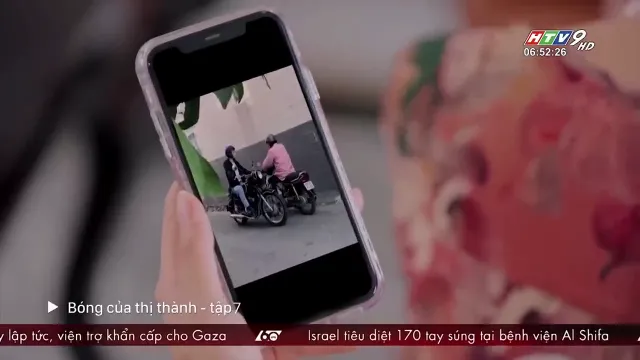 HTV9 HD
06:52:26
Bóng của thị thành - tập 7
y lập tức, viện trợ khẩn cấp cho Gaza 60 Israel tiêu diệt 170 tay súng tại bệnh viện Al Shifa